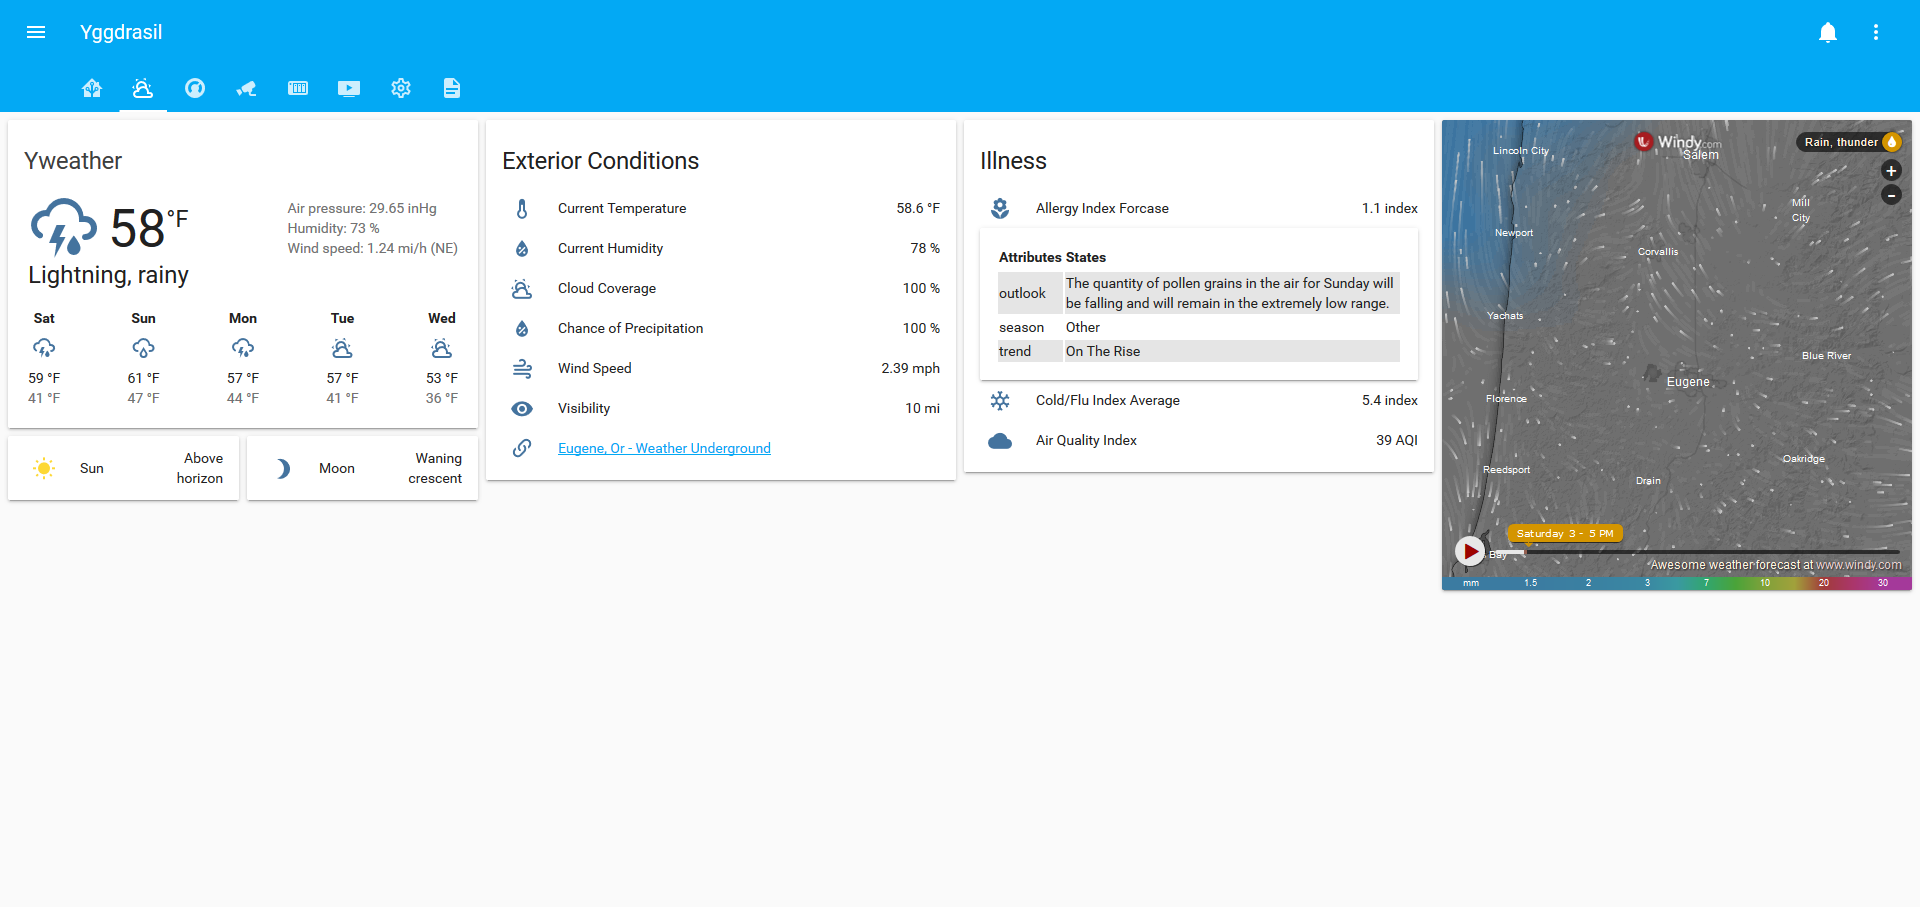 Yggdrasil
Yweather
58 °F
Lightning, rainy
Air pressure: 29.65 inHg
Humidity: 73 %
Wind speed: 1.24 mi/h (NE)
Sat Sun Mon Tue Wed
59 °F 61 °F 57 °F 57 °F 53 °F
41 °F 47 °F 44 °F 41 °F 36 °F
Sun
Above
horizon
Moon
Waning
crescent
Exterior Conditions
Current Temperature 58.6 °F
Current Humidity 78 %
Cloud Coverage 100 %
Chance of Precipitation 100 %
Wind Speed 2.39 mph
Visibility 10 mi
Eugene, Or - Weather Underground
Illness
Allergy Index Forcase 1.1 index
Attributes States
outlook
The quantity of pollen grains in the air for Sunday will
be falling and will remain in the extremely low range.
season Other
trend On The Rise
Cold/Flu Index Average 5.4 index
Air Quality Index 39 AQI
Windy.com
Rain, thunder
+
-
Lincoln City
Salem
Mill
City
Newport
Corvallis
Yachats
Blue River
Eugene
Florence
Oakridge
Reedsport
Drain
Saturday 3 - 5 PM
Bay
Awesome weather forecast at www.windy.com
mm 1.5 2 3 7 10 20 30